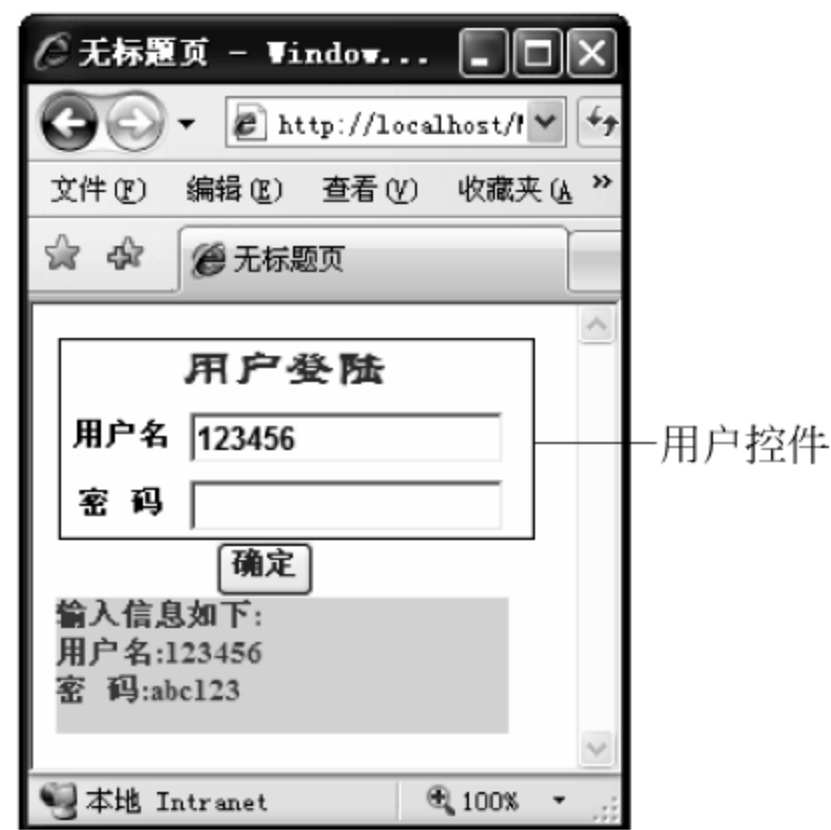 无标题页 - Window...
http://localhost/
文件(F) 编辑(E) 查看(V) 收藏夹(A »
无标题页
用户登陆
用户名 123456
密 码
用户控件
确定
输入信息如下:
用户名:123456
密 码:abc123
本地 Intranet 100%